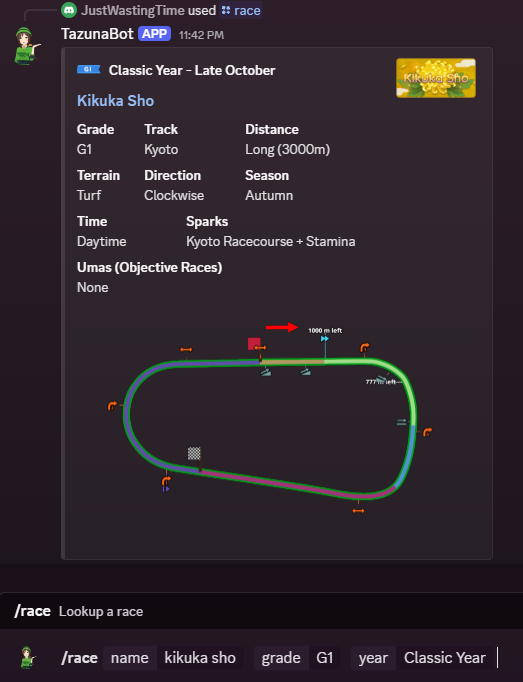 JustWastingTime used race
TazunaBot APP 11:42 PM
G1 Classic Year - Late October
Kikuka Sho
Kikuka Sho
Grade Track Distance
G1 Kyoto Long (3000m)
Terrain Direction Season
Turf Clockwise Autumn
Time Sparks
Daytime Kyoto Racecourse + Stamina
Umas (Objective Races)
None
1000 m left
777 m left
/race Lookup a race
/race name kikuka sho grade G1 year Classic Year